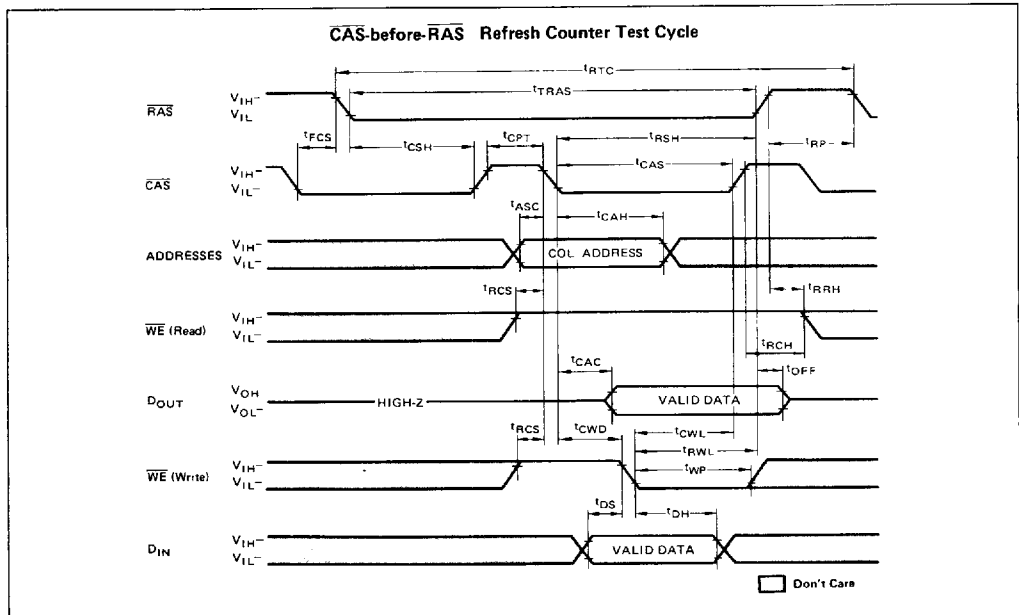 CAS-before-RAS Refresh Counter Test Cycle
tRTC
tTRAS
RAS
VIH-
VIL
tFCS
tCSH
tCPT
tRSH
tRP
tCAS
CAS
VIH-
VIL-
tASC
tCAH
ADDRESSES
VIH-
VIL-
COL ADDRESS
tRCS
tRRH
WE (Read)
VIH-
VIL-
tRCH
tCAC
tOFF
DOUT
VOH
VOL-
HIGH-Z
VALID DATA
tRCS
tCWD
tCWL
tRWL
tWP
WE (Write)
VIH-
VIL-
tDS
tDH
DIN
VIH-
VIL-
VALID DATA
Don't Care